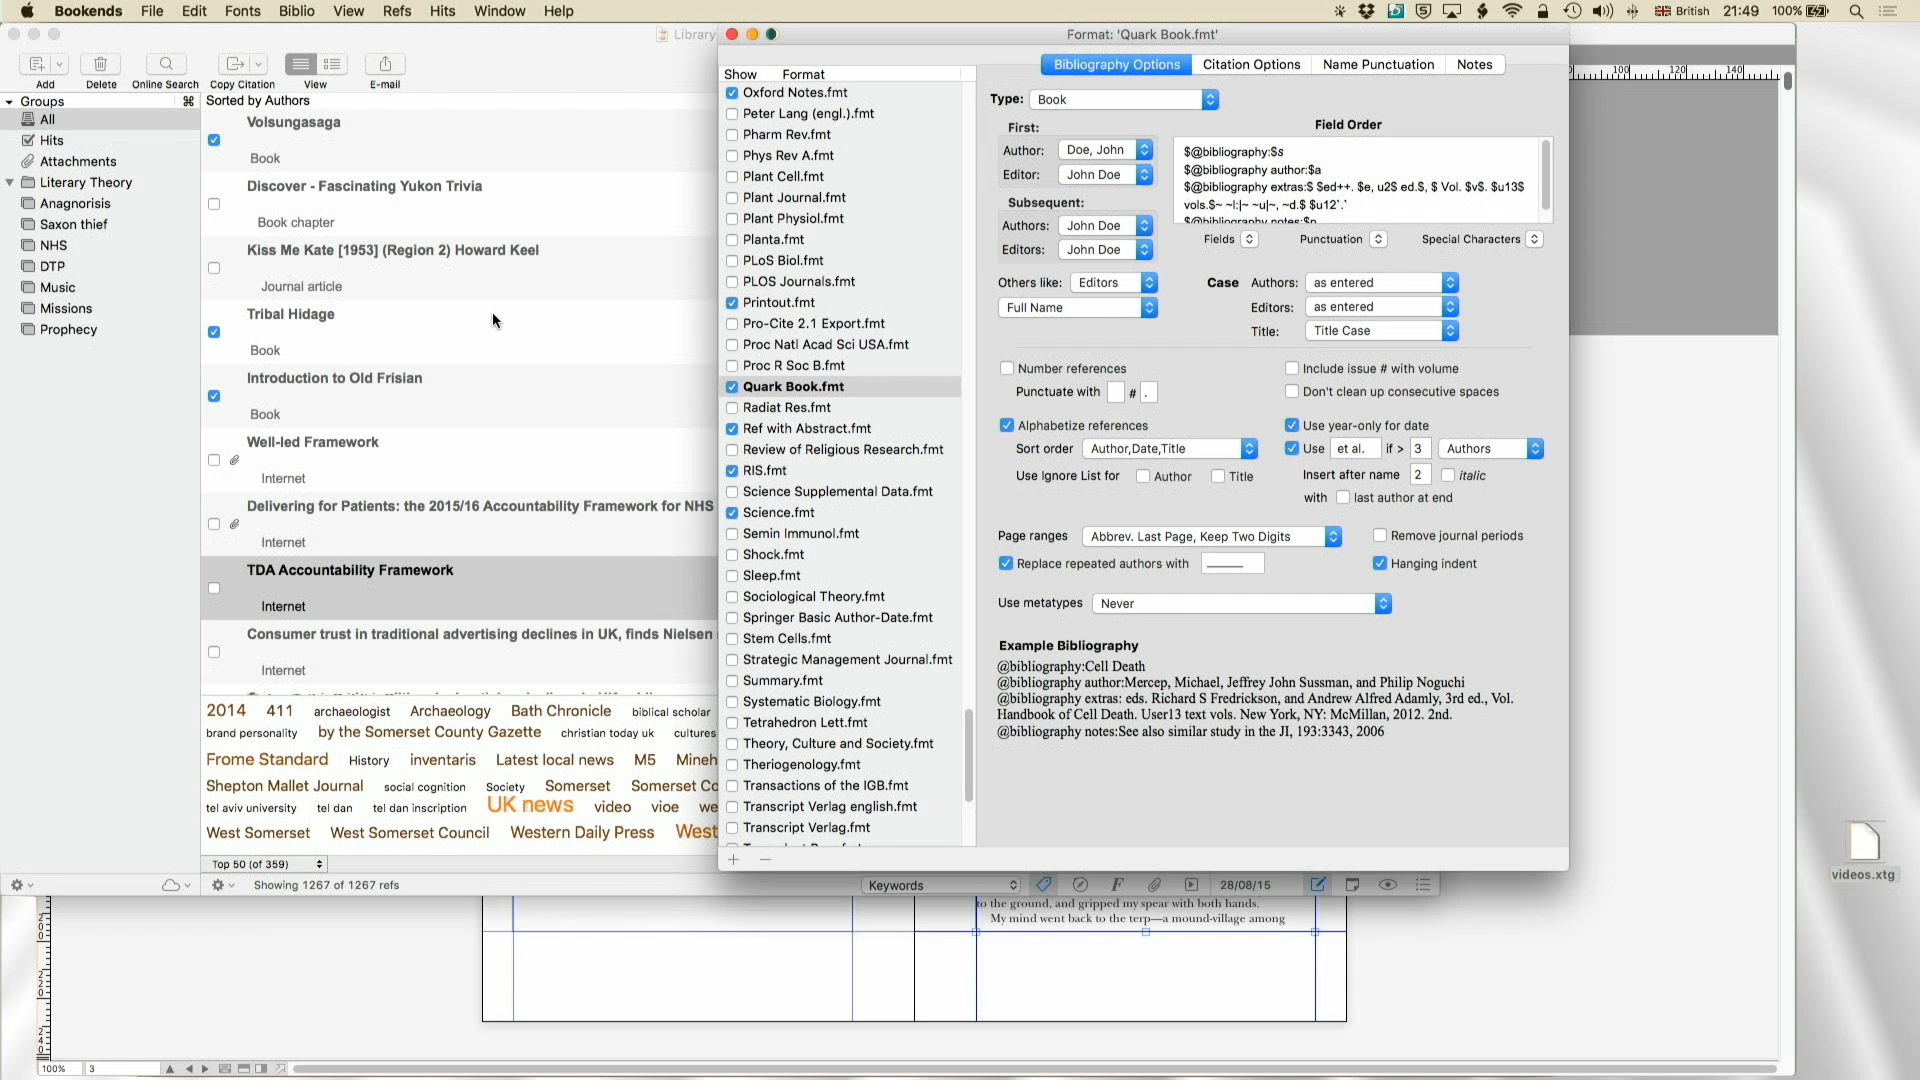 Bookends File Edit Fonts Biblio View Refs Hits Window Help
British 21:49 100%
Library
Format: 'Quark Book.fmt'
Add Delete Online Search Copy Citation View E-mail
Groups
All
Hits
Attachments
Literary Theory
Anagnorisis
Saxon thief
NHS
DTP
Music
Missions
Prophecy
Sorted by Authors
Volsungasaga
Book
Discover - Fascinating Yukon Trivia
Book chapter
Kiss Me Kate [1953] (Region 2) Howard Keel
Journal article
Tribal Hidage
Book
Introduction to Old Frisian
Book
Well-led Framework
Internet
Delivering for Patients: the 2015/16 Accountability Framework for NHS
Internet
TDA Accountability Framework
Internet
Consumer trust in traditional advertising declines in UK, finds Nielsen
Internet
2014 411 archaeologist Archaeology Bath Chronicle biblical scholar
brand personality by the Somerset County Gazette christian today uk cultures
Frome Standard History inventaris Latest local news M5 Mineh
Shepton Mallet Journal social cognition Society Somerset Somerset Co
tel aviv university tel dan tel dan inscription UK news video vioe we
West Somerset West Somerset Council Western Daily Press West
Top 50 (of 359)
Showing 1267 of 1267 refs
Show Format
Oxford Notes.fmt
Peter Lang (engl.).fmt
Pharm Rev.fmt
Phys Rev A.fmt
Plant Cell.fmt
Plant Journal.fmt
Plant Physiol.fmt
Planta.fmt
PLoS Biol.fmt
PLOS Journals.fmt
Printout.fmt
Pro-Cite 2.1 Export.fmt
Proc Natl Acad Sci USA.fmt
Proc R Soc B.fmt
Quark Book.fmt
Radiat Res.fmt
Ref with Abstract.fmt
Review of Religious Research.fmt
RIS.fmt
Science Supplemental Data.fmt
Science.fmt
Semin Immunol.fmt
Shock.fmt
Sleep.fmt
Sociological Theory.fmt
Springer Basic Author-Date.fmt
Stem Cells.fmt
Strategic Management Journal.fmt
Summary.fmt
Systematic Biology.fmt
Tetrahedron Lett.fmt
Theory, Culture and Society.fmt
Theriogenology.fmt
Transactions of the IGB.fmt
Transcript Verlag english.fmt
Transcript Verlag.fmt
Bibliography Options Citation Options Name Punctuation Notes
Type: Book
First: Field Order
Author: Doe, John
Editor: John Doe
Subsequent:
Authors: John Doe
Editors: John Doe
$@bibliography:$s
$@bibliography author:$a
$@bibliography extras:$ $ed++. $e, u2$ ed.$, $ Vol. $v$. $u13$
vols.$~ ~l:|~ ~u|~, ~d.$ $u12`.`
$@bibliography notes:$n
Fields Punctuation Special Characters
Others like: Editors
Full Name
Case Authors: as entered
Editors: as entered
Title: Title Case
Number references
Punctuate with # .
Include issue # with volume
Don't clean up consecutive spaces
Alphabetize references
Sort order Author,Date,Title
Use Ignore List for Author Title
Use year-only for date
Use et al. if > 3 Authors
Insert after name 2 italic
with last author at end
Page ranges Abbrev. Last Page, Keep Two Digits
Remove journal periods
Replace repeated authors with ______
Hanging indent
Use metatypes Never
Example Bibliography
@bibliography:Cell Death
@bibliography author:Mercep, Michael, Jeffrey John Sussman, and Philip Noguchi
@bibliography extras: eds. Richard S Fredrickson, and Andrew Alfred Adamly, 3rd ed., Vol.
Handbook of Cell Death. User13 text vols. New York, NY: McMillan, 2012. 2nd.
@bibliography notes:See also similar study in the JI, 193:3343, 2006
Keywords 28/08/15
to the ground, and gripped my spear with both hands.
My mind went back to the terp—a mound-village among
100 120 140
videos.xtg
100% 3